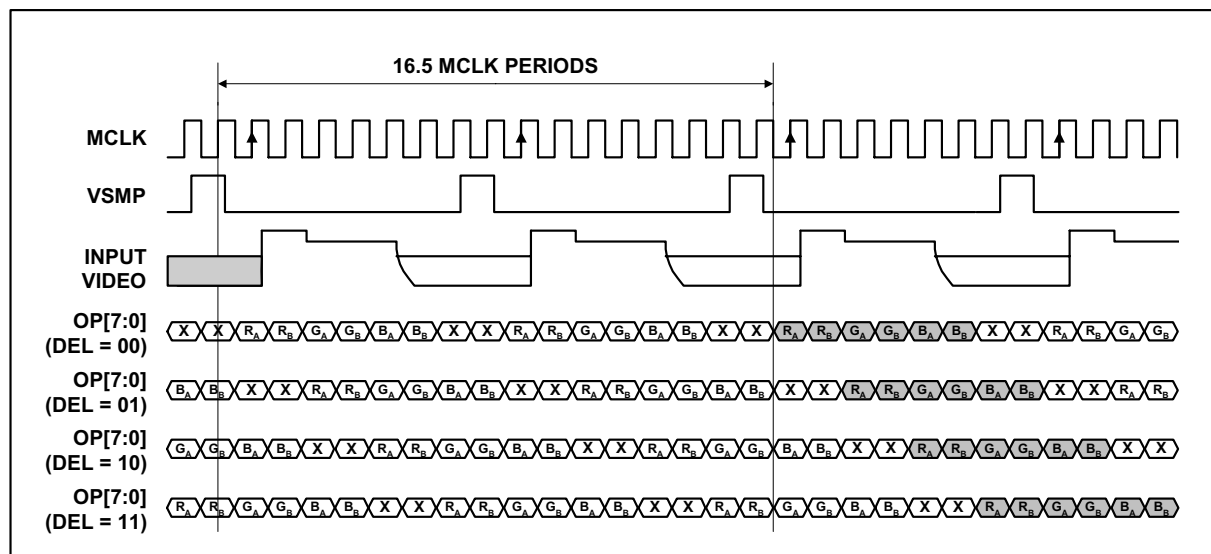 16.5 MCLK PERIODS
MCLK
VSMP
INPUT
VIDEO
OP[7:0]
(DEL = 00)
X X RA RB GA GB BA BB X X RA RB GA GB BA BB X X RA RB GA GB BA BB X X RA RB GA GB
OP[7:0]
(DEL = 01)
BA BB X X RA RB GA GB BA BB X X RA RB GA GB BA BB X X RA RB GA GB BA BB X X RA RB
OP[7:0]
(DEL = 10)
GA GB BA BB X X RA RB GA GB BA BB X X RA RB GA GB BA BB X X RA RB GA GB BA BB X X
OP[7:0]
(DEL = 11)
RA RB GA GB BA BB X X RA RB GA GB BA BB X X RA RB GA GB BA BB X X RA RB GA GB BA BB